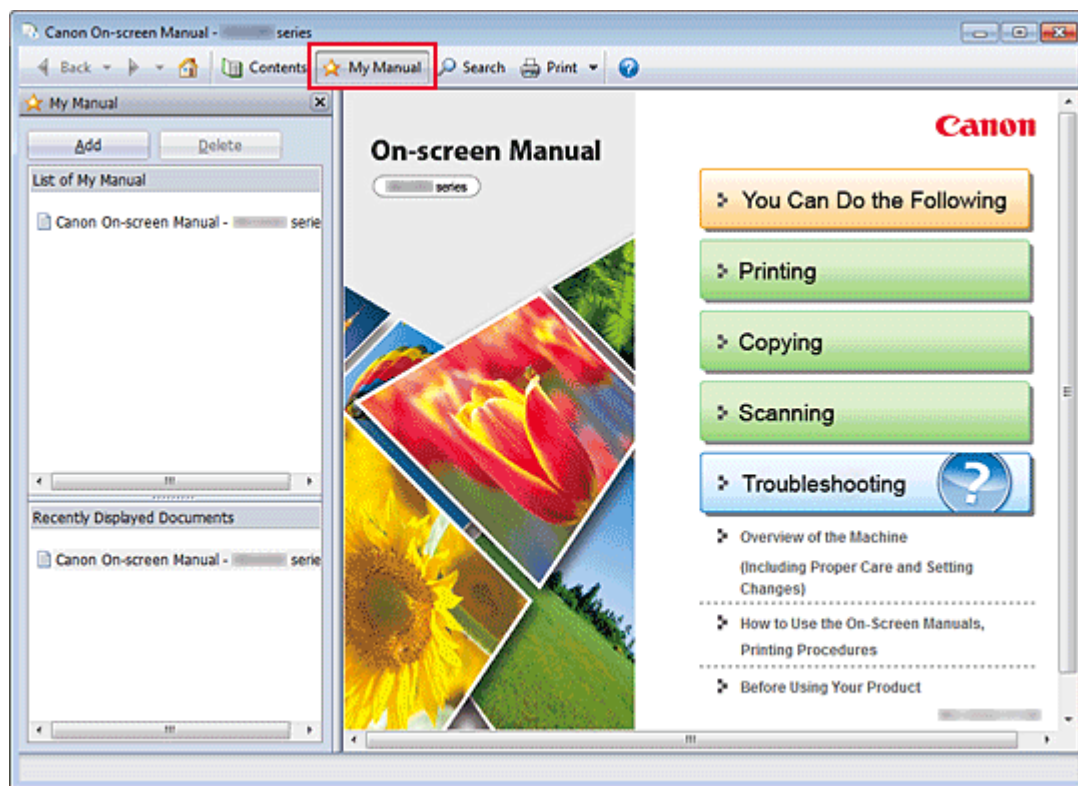 Canon On-screen Manual - series
Back Contents My Manual Search Print
My Manual
Add Delete
List of My Manual
Canon On-screen Manual - serie
Recently Displayed Documents
Canon On-screen Manual - serie
On-screen Manual
series
Canon
You Can Do the Following
Printing
Copying
Scanning
Troubleshooting
Overview of the Machine
(Including Proper Care and Setting
Changes)
How to Use the On-Screen Manuals,
Printing Procedures
Before Using Your Product